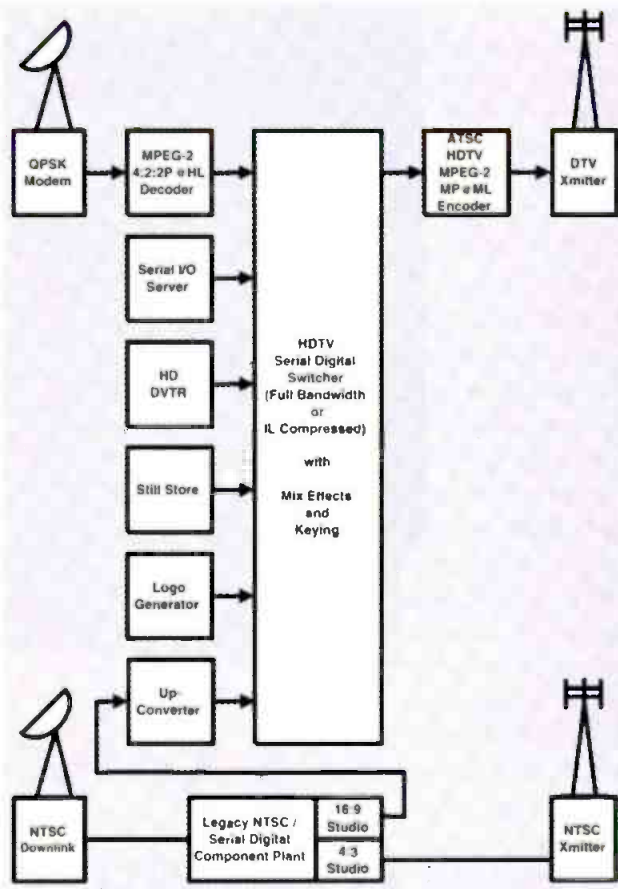 QPSK
Modem
MPEG-2
4:2:2P @HL
Decoder
ATSC
HDTV
MPEG-2
MP @ML
Encoder
DTV
Xmitter
Serial I/O
Server
HD
DVTR
Still Store
Logo
Generator
Up-
Converter
HDTV
Serial Digital
Switcher
(Full Bandwidth
or
IL Compressed)
with
Mix Effects
and
Keying
NTSC
Downlink
Legacy NTSC /
Serial Digital
Component Plant
16:9
Studio
4:3
Studio
NTSC
Xmitter